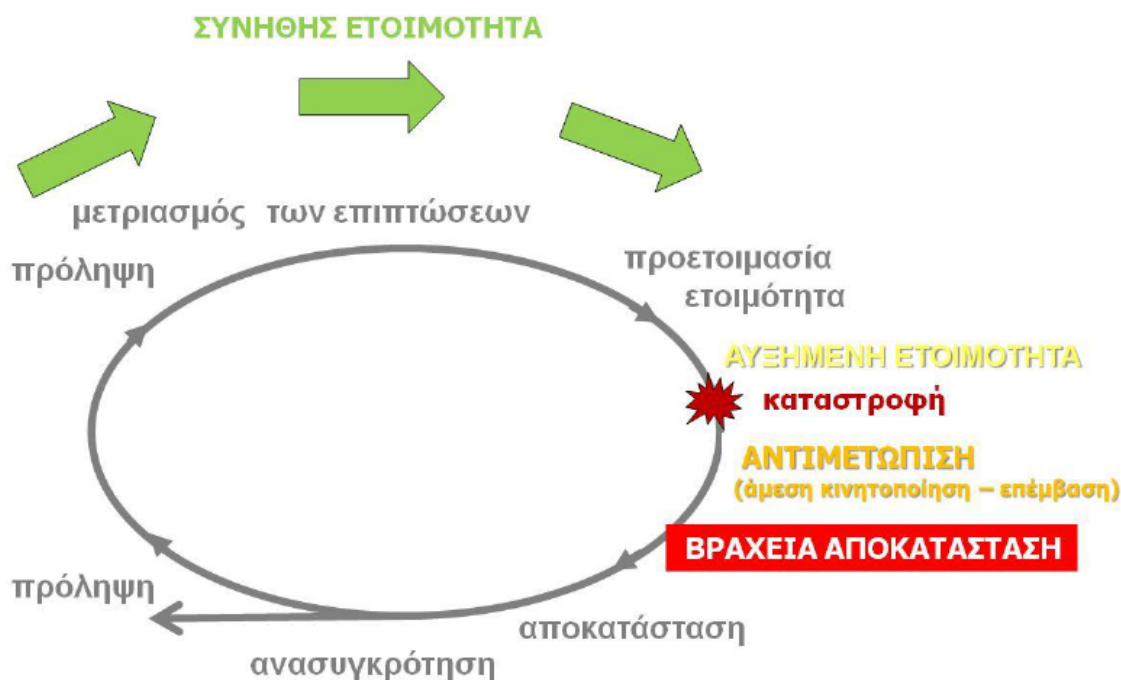 ΣΥΝΗΘΗΣ ΕΤΟΙΜΟΤΗΤΑ
μετριασμός των επιπτώσεων
πρόληψη
προετοιμασία
ετοιμότητα
ΑΥΞΗΜΕΝΗ ΕΤΟΙΜΟΤΗΤΑ
καταστροφή
ΑΝΤΙΜΕΤΩΠΙΣΗ
(άμεση κινητοποίηση – επέμβαση)
ΒΡΑΧΕΙΑ ΑΠΟΚΑΤΑΣΤΑΣΗ
πρόληψη
αποκατάσταση
ανασυγκρότηση